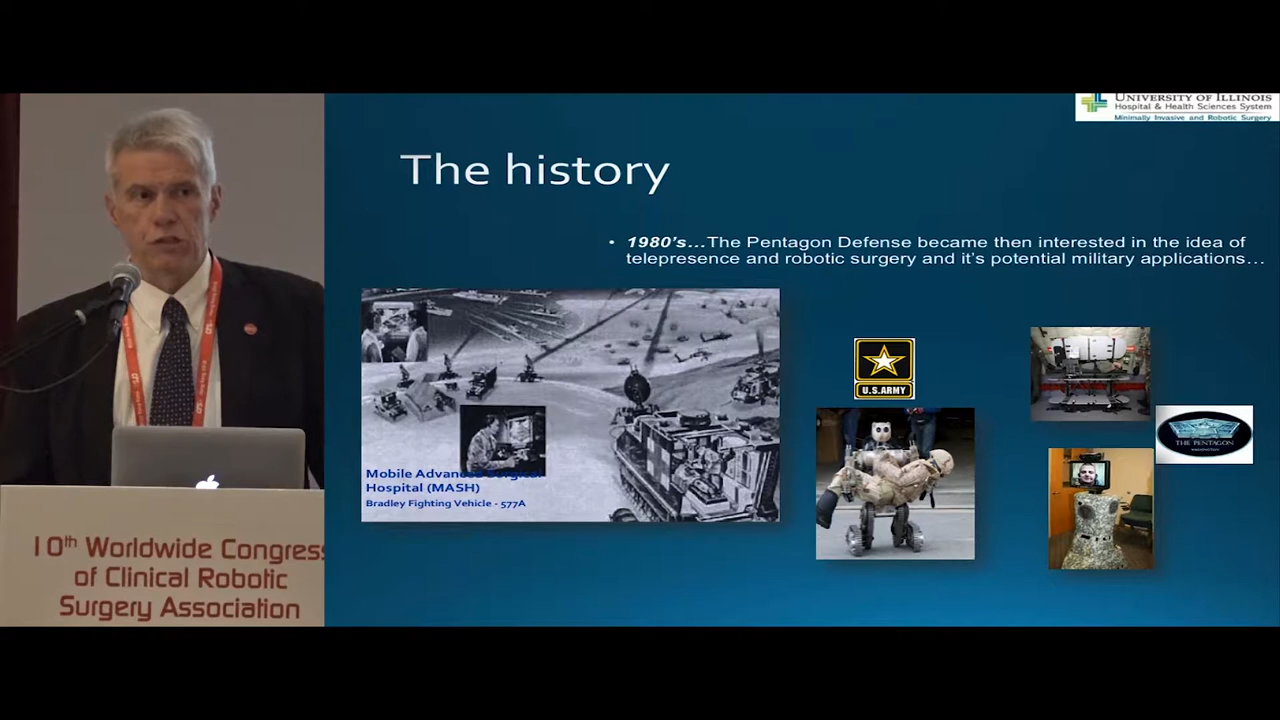 UNIVERSITY OF ILLINOIS
Hospital & Health Sciences System
Minimally Invasive and Robotic Surgery
The history
• 1980's...The Pentagon Defense became then interested in the idea of
telepresence and robotic surgery and it's potential military applications...
U.S.ARMY
THE PENTAGON
Mobile Advanced Surgical
Hospital (MASH)
Bradley Fighting Vehicle - 577A
10th Worldwide Congress
of Clinical Robotic
Surgery Association